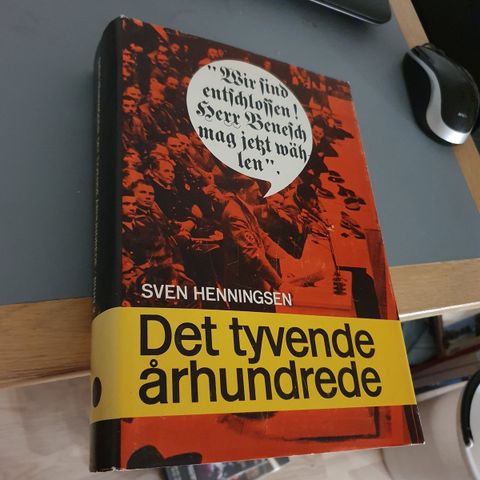 "Wir sind
entschlossen!
Herr Benesch
mag jetzt wäh
len".
SVEN HENNINGSEN
Det tyvende
århundrede